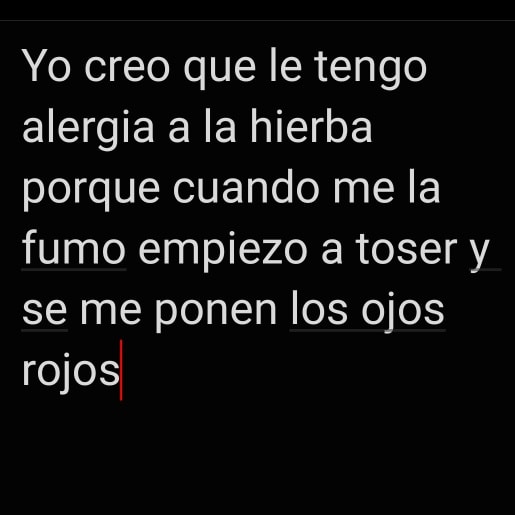 Yo creo que le tengo
alergia a la hierba
porque cuando me la
fumo empiezo a toser y
se me ponen los ojos
rojos